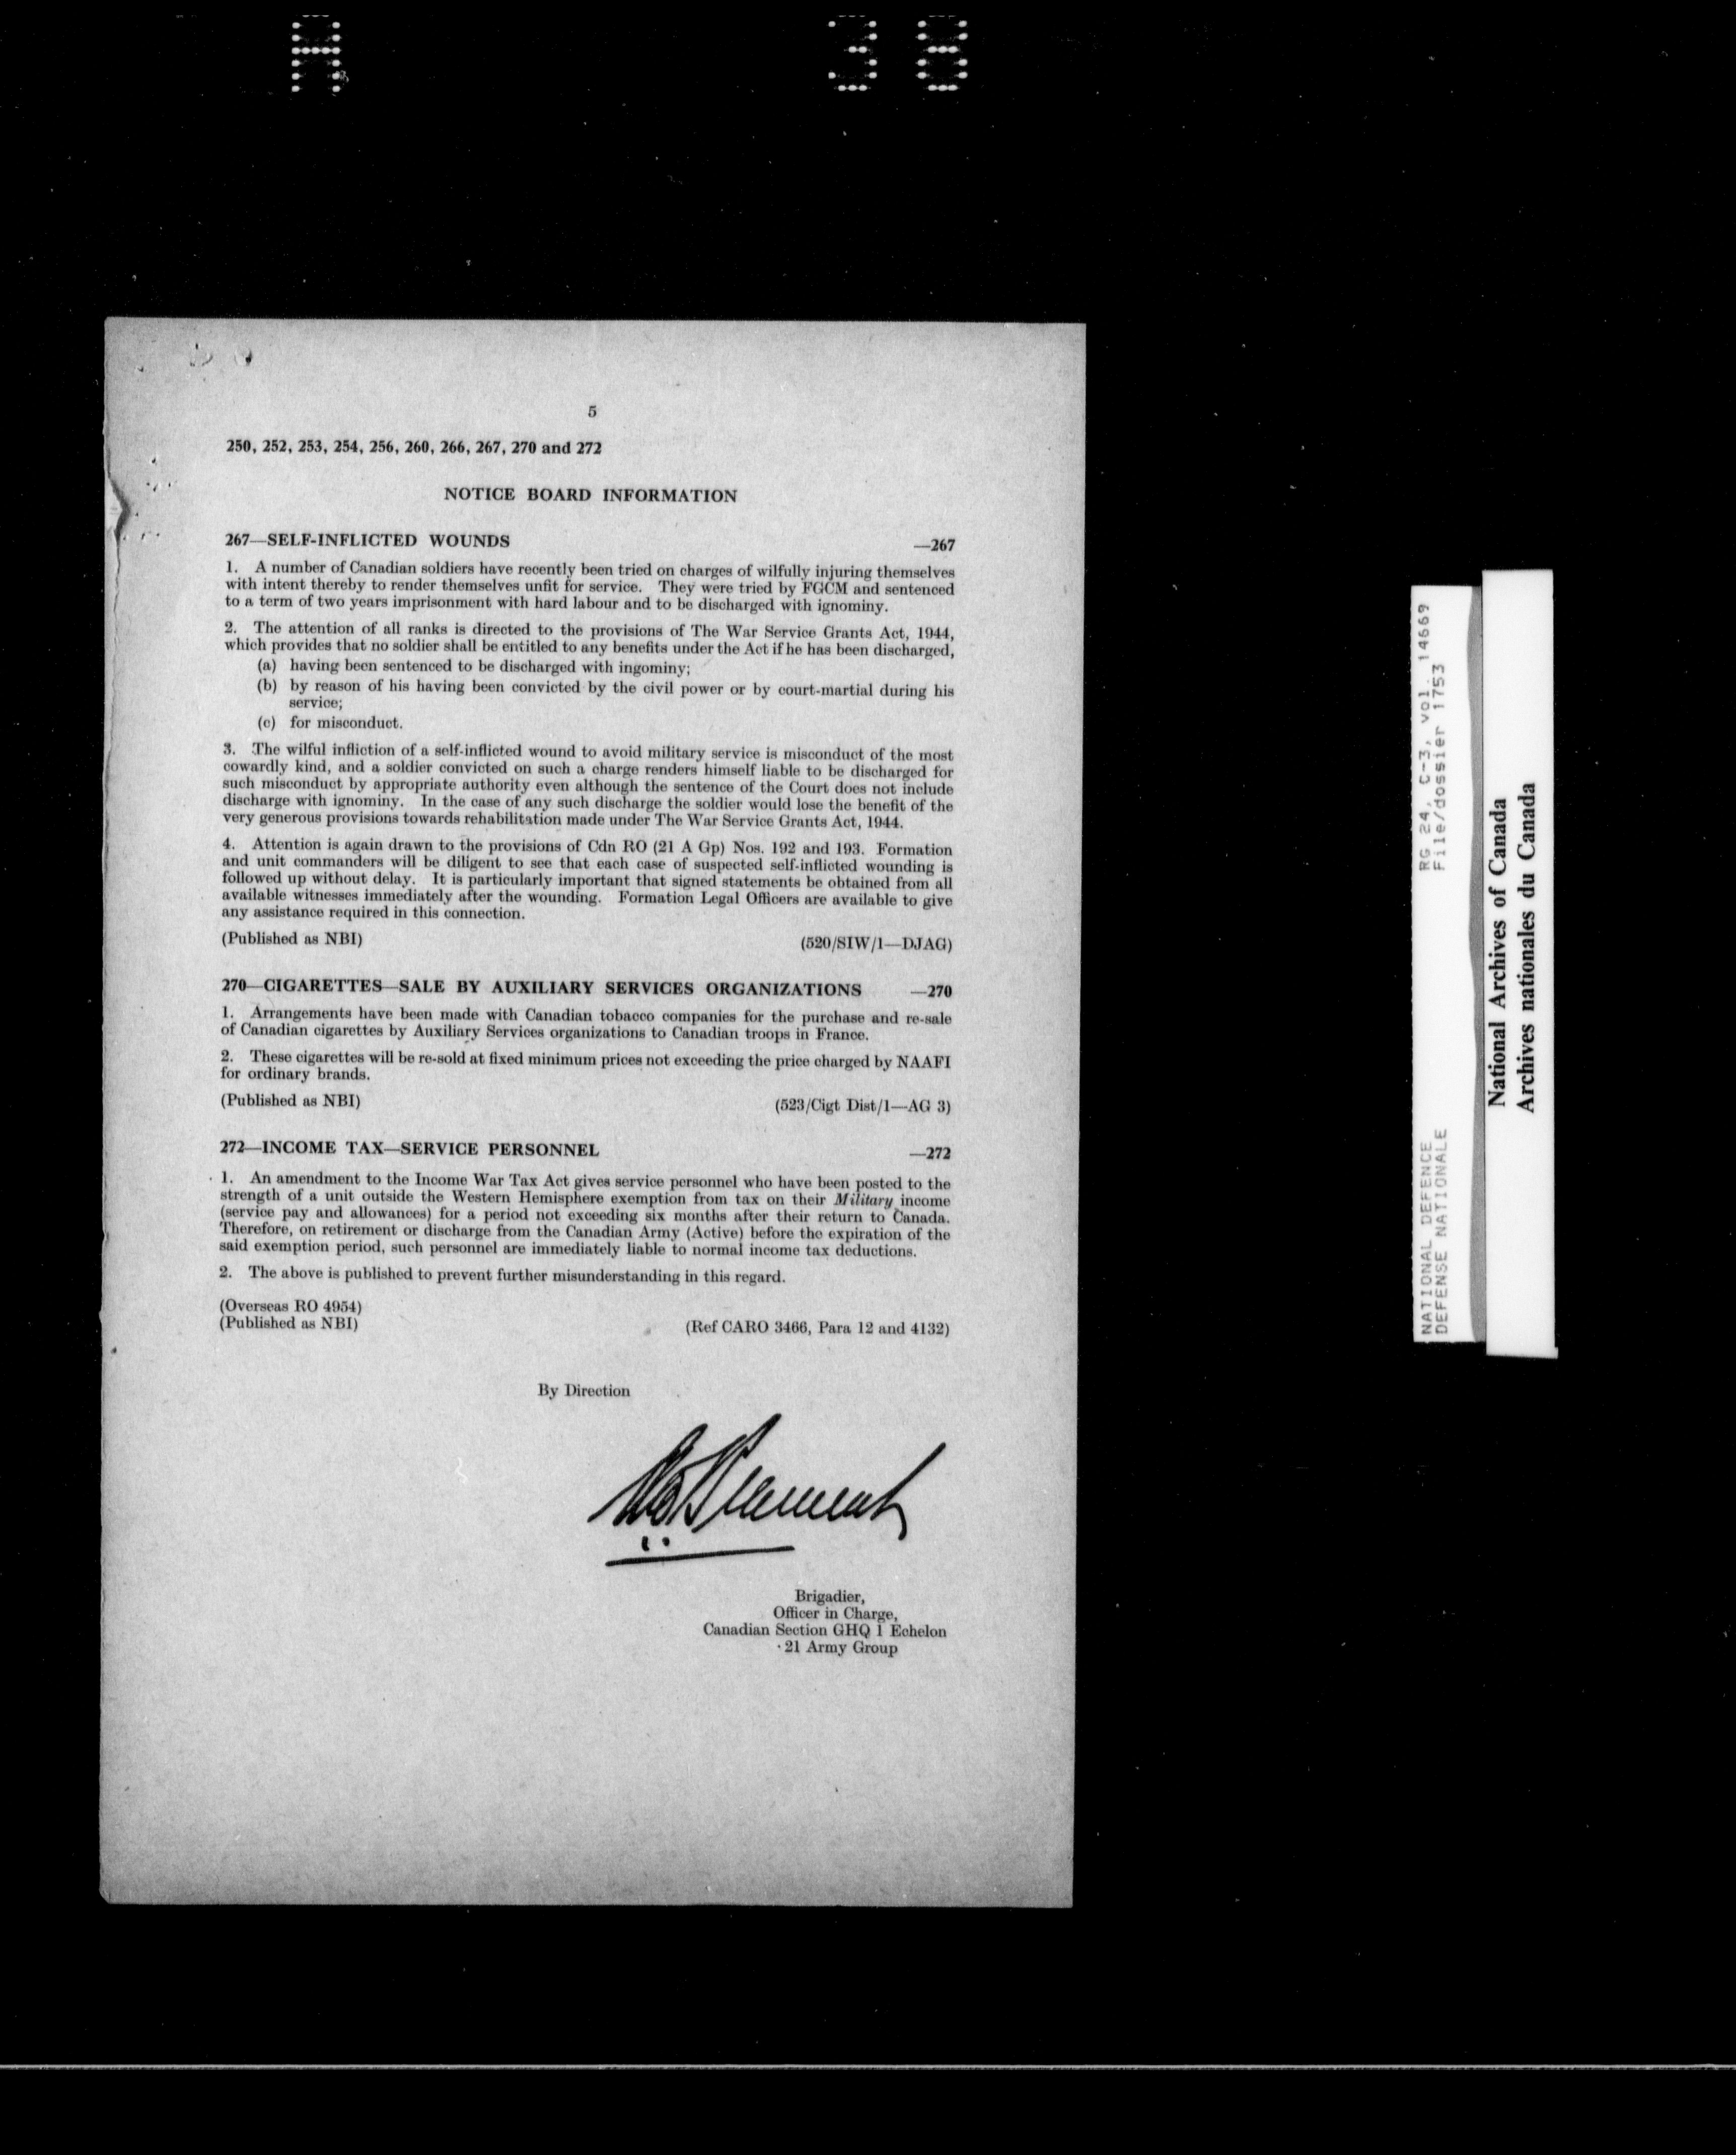 A 38
5
250, 252, 253, 254, 256, 260, 266, 267, 270 and 272
NOTICE BOARD INFORMATION
267—SELF-INFLICTED WOUNDS —267
1. A number of Canadian soldiers have recently been tried on charges of wilfully injuring themselves
with intent thereby to render themselves unfit for service. They were tried by FGCM and sentenced
to a term of two years imprisonment with hard labour and to be discharged with ignominy.
2. The attention of all ranks is directed to the provisions of The War Service Grants Act, 1944,
which provides that no soldier shall be entitled to any benefits under the Act if he has been discharged,
(a) having been sentenced to be discharged with ingominy;
(b) by reason of his having been convicted by the civil power or by court-martial during his
service;
(c) for misconduct.
3. The wilful infliction of a self-inflicted wound to avoid military service is misconduct of the most
cowardly kind, and a soldier convicted on such a charge renders himself liable to be discharged for
such misconduct by appropriate authority even although the sentence of the Court does not include
discharge with ignominy. In the case of any such discharge the soldier would lose the benefit of the
very generous provisions towards rehabilitation made under The War Service Grants Act, 1944.
4. Attention is again drawn to the provisions of Cdn RO (21 A Gp) Nos. 192 and 193. Formation
and unit commanders will be diligent to see that each case of suspected self-inflicted wounding is
followed up without delay. It is particularly important that signed statements be obtained from all
available witnesses immediately after the wounding. Formation Legal Officers are available to give
any assistance required in this connection.
(Published as NBI) (520/SIW/1—DJAG)
270—CIGARETTES—SALE BY AUXILIARY SERVICES ORGANIZATIONS —270
1. Arrangements have been made with Canadian tobacco companies for the purchase and re-sale
of Canadian cigarettes by Auxiliary Services organizations to Canadian troops in France.
2. These cigarettes will be re-sold at fixed minimum prices not exceeding the price charged by NAAFI
for ordinary brands.
(Published as NBI) (523/Cigt Dist/1—AG 3)
272—INCOME TAX—SERVICE PERSONNEL —272
1. An amendment to the Income War Tax Act gives service personnel who have been posted to the
strength of a unit outside the Western Hemisphere exemption from tax on their Military income
(service pay and allowances) for a period not exceeding six months after their return to Canada.
Therefore, on retirement or discharge from the Canadian Army (Active) before the expiration of the
said exemption period, such personnel are immediately liable to normal income tax deductions.
2. The above is published to prevent further misunderstanding in this regard.
(Overseas RO 4954)
(Published as NBI) (Ref CARO 3466, Para 12 and 4132)
By Direction
Brigadier,
Officer in Charge,
Canadian Section GHQ 1 Echelon
21 Army Group
NATIONAL DEFENCE RG 24, C-3, vol. 14669
DEFENSE NATIONALE File/dossier 1753
National Archives of Canada
Archives nationales du Canada